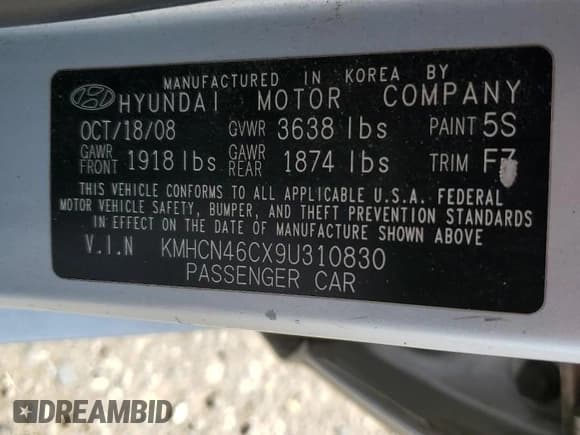 MANUFACTURED IN KOREA BY
HYUNDAI MOTOR COMPANY
OCT/18/08 GVWR 3638 lbs PAINT 5S
GAWR FRONT 1918 lbs GAWR REAR 1874 lbs TRIM FZ
THIS VEHICLE CONFORMS TO ALL APPLICABLE U.S.A. FEDERAL
MOTOR VEHICLE SAFETY, BUMPER, AND THEFT PREVENTION STANDARDS
IN EFFECT ON THE DATE OF MANUFACTURE SHOWN ABOVE
V.I.N KMHCN46CX9U310830
PASSENGER CAR
DREAMBID